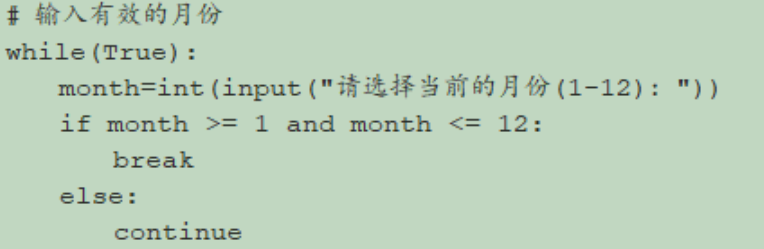 # 输入有效的月份
while(True):
    month=int(input("请选择当前的月份(1-12): "))
    if month >= 1 and month <= 12:
        break
    else:
        continue